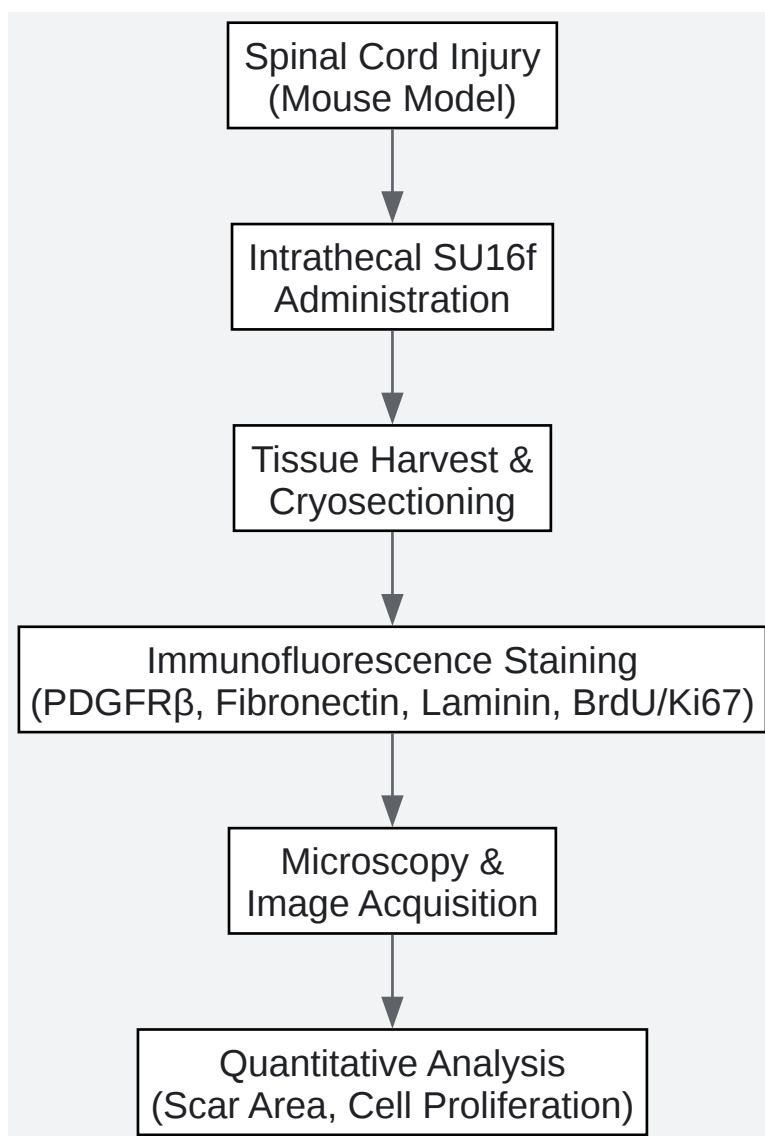 Spinal Cord Injury
(Mouse Model)
Intrathecal SU16f
Administration
Tissue Harvest &
Cryosectioning
Immunofluorescence Staining
(PDGFRβ, Fibronectin, Laminin, BrdU/Ki67)
Microscopy &
Image Acquisition
Quantitative Analysis
(Scar Area, Cell Proliferation)